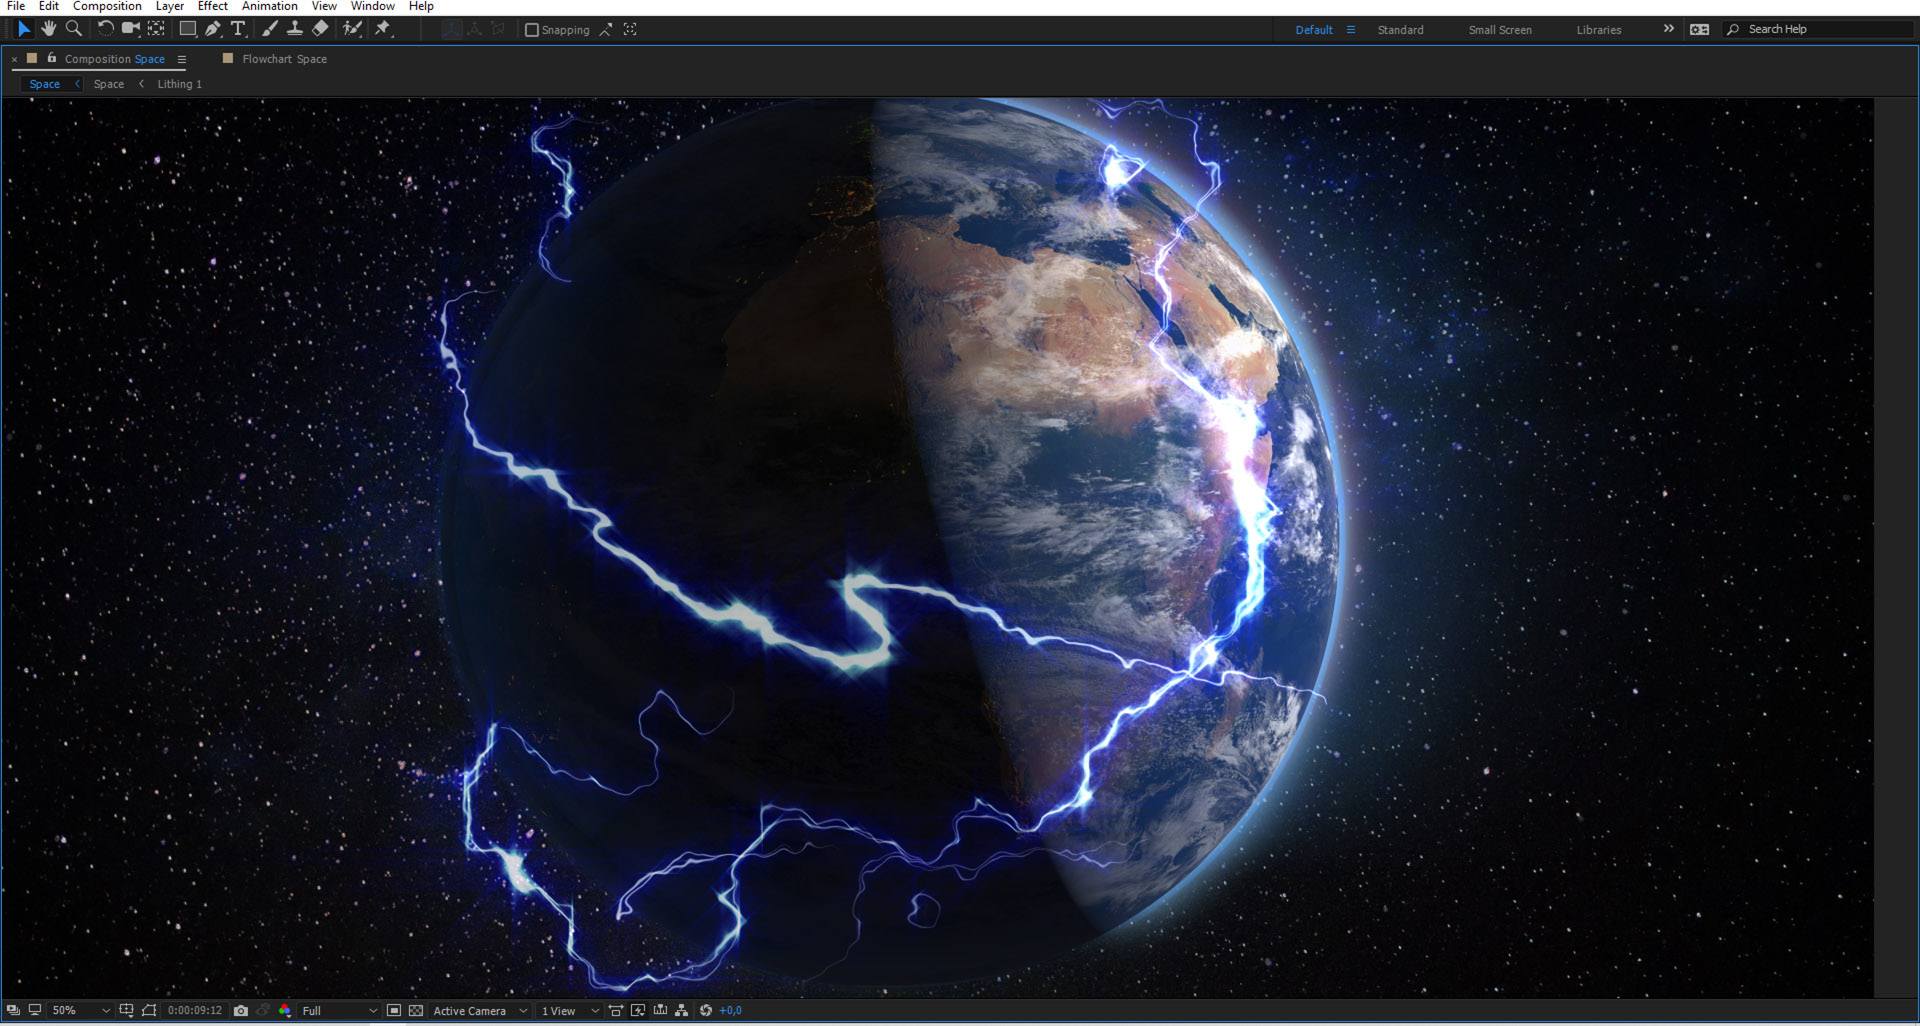 File Edit Composition Layer Effect Animation View Window Help
Snapping Default Standard Small Screen Libraries Search Help
Composition Space Flowchart Space
Space Space Lithing 1
50% 0:00:09:12 Full Active Camera 1 View +0,0